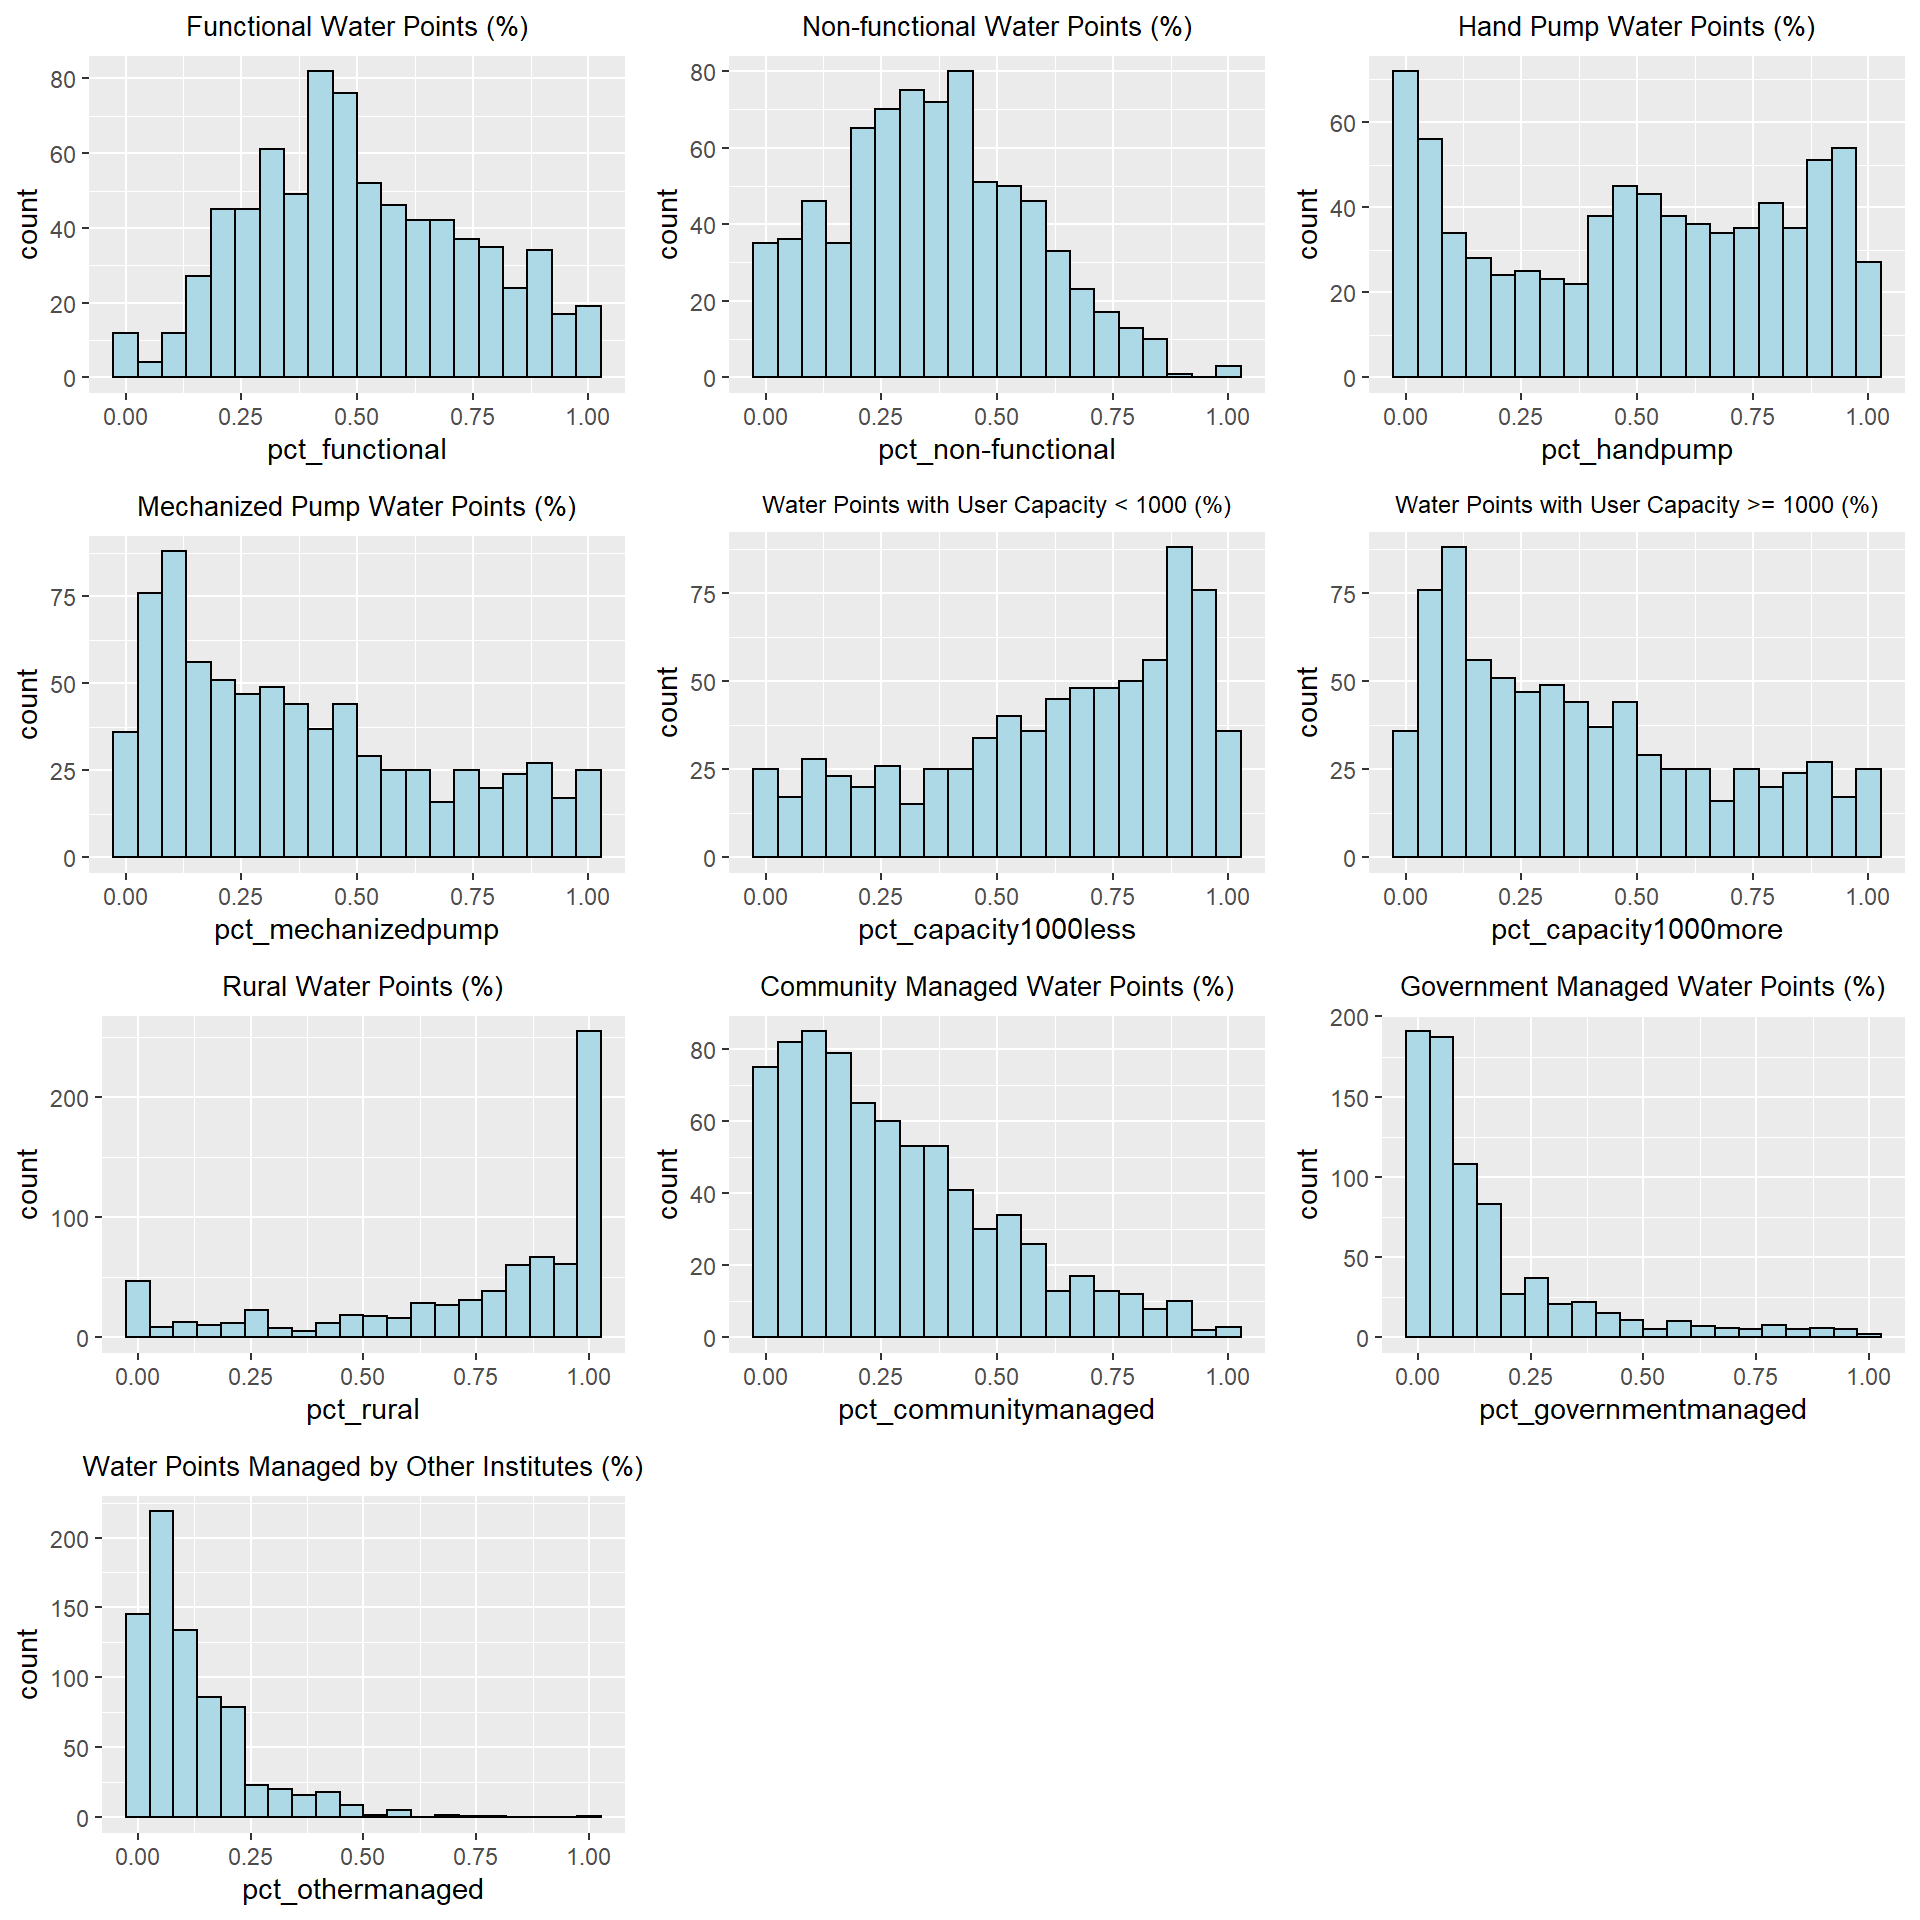 Functional Water Points (%)
80
60
40
20
0
count
0.00 0.25 0.50 0.75 1.00
pct_functional
Non-functional Water Points (%)
80
60
40
20
0
count
0.00 0.25 0.50 0.75 1.00
pct_non-functional
Hand Pump Water Points (%)
60
40
20
0
count
0.00 0.25 0.50 0.75 1.00
pct_handpump
Mechanized Pump Water Points (%)
75
50
25
0
count
0.00 0.25 0.50 0.75 1.00
pct_mechanizedpump
Water Points with User Capacity < 1000 (%)
75
50
25
0
count
0.00 0.25 0.50 0.75 1.00
pct_capacity1000less
Water Points with User Capacity >= 1000 (%)
75
50
25
0
count
0.00 0.25 0.50 0.75 1.00
pct_capacity1000more
Rural Water Points (%)
200
100
0
count
0.00 0.25 0.50 0.75 1.00
pct_rural
Community Managed Water Points (%)
80
60
40
20
0
count
0.00 0.25 0.50 0.75 1.00
pct_communitymanaged
Government Managed Water Points (%)
200
150
100
50
0
count
0.00 0.25 0.50 0.75 1.00
pct_governmentmanaged
Water Points Managed by Other Institutes (%)
200
150
100
50
0
count
0.00 0.25 0.50 0.75 1.00
pct_othermanaged